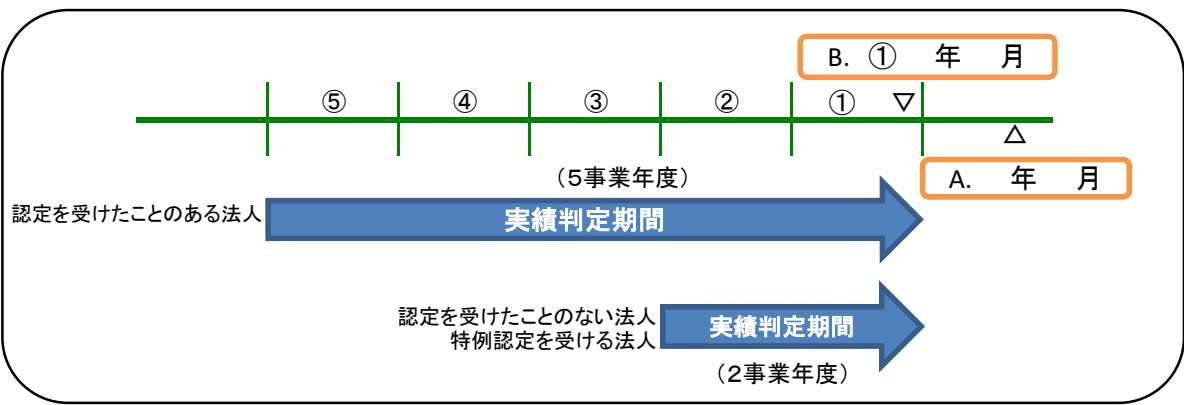 B. ① 年 月
⑤ ④ ③ ② ① ▽
△
(5事業年度)
A. 年 月
認定を受けたことのある法人
実績判定期間
認定を受けたことのない法人
特例認定を受ける法人
実績判定期間
(2事業年度)